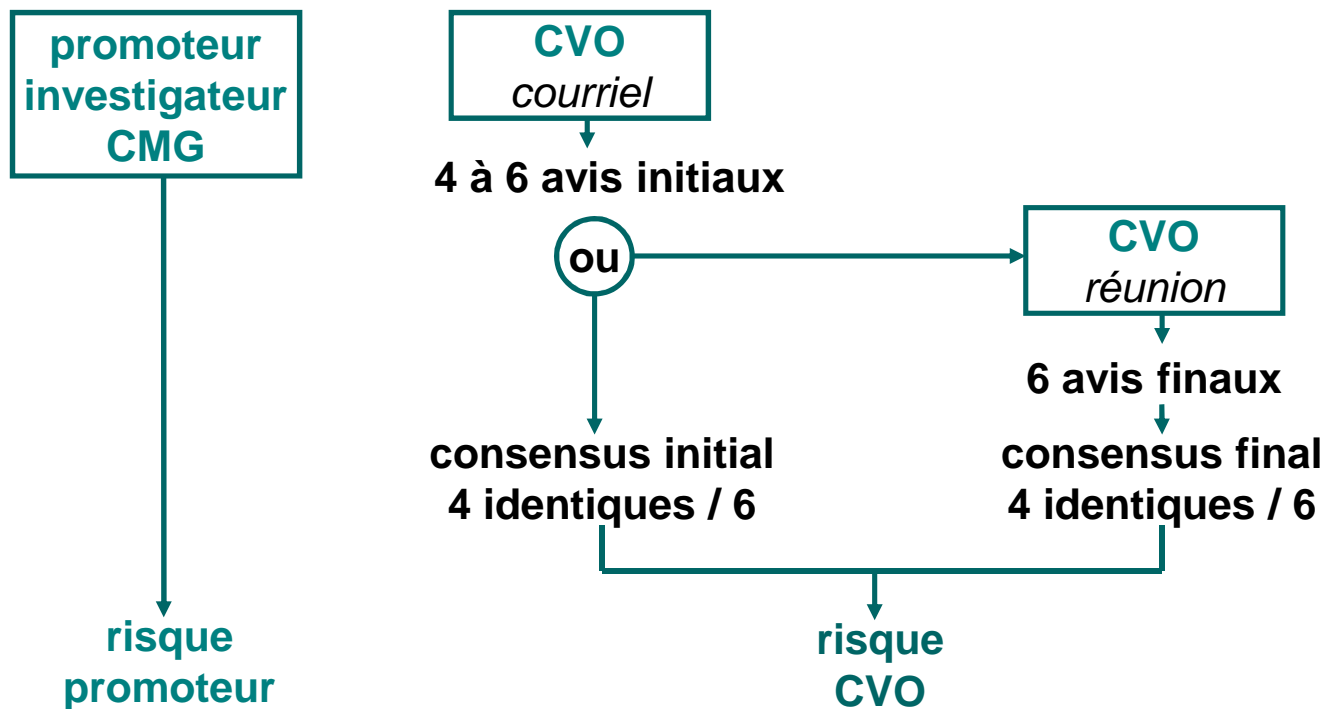 promoteur
investigateur
CMG
CVO
courriel
4 à 6 avis initiaux
ou
CVO
réunion
6 avis finaux
consensus initial
4 identiques / 6
consensus final
4 identiques / 6
risque
promoteur
risque
CVO